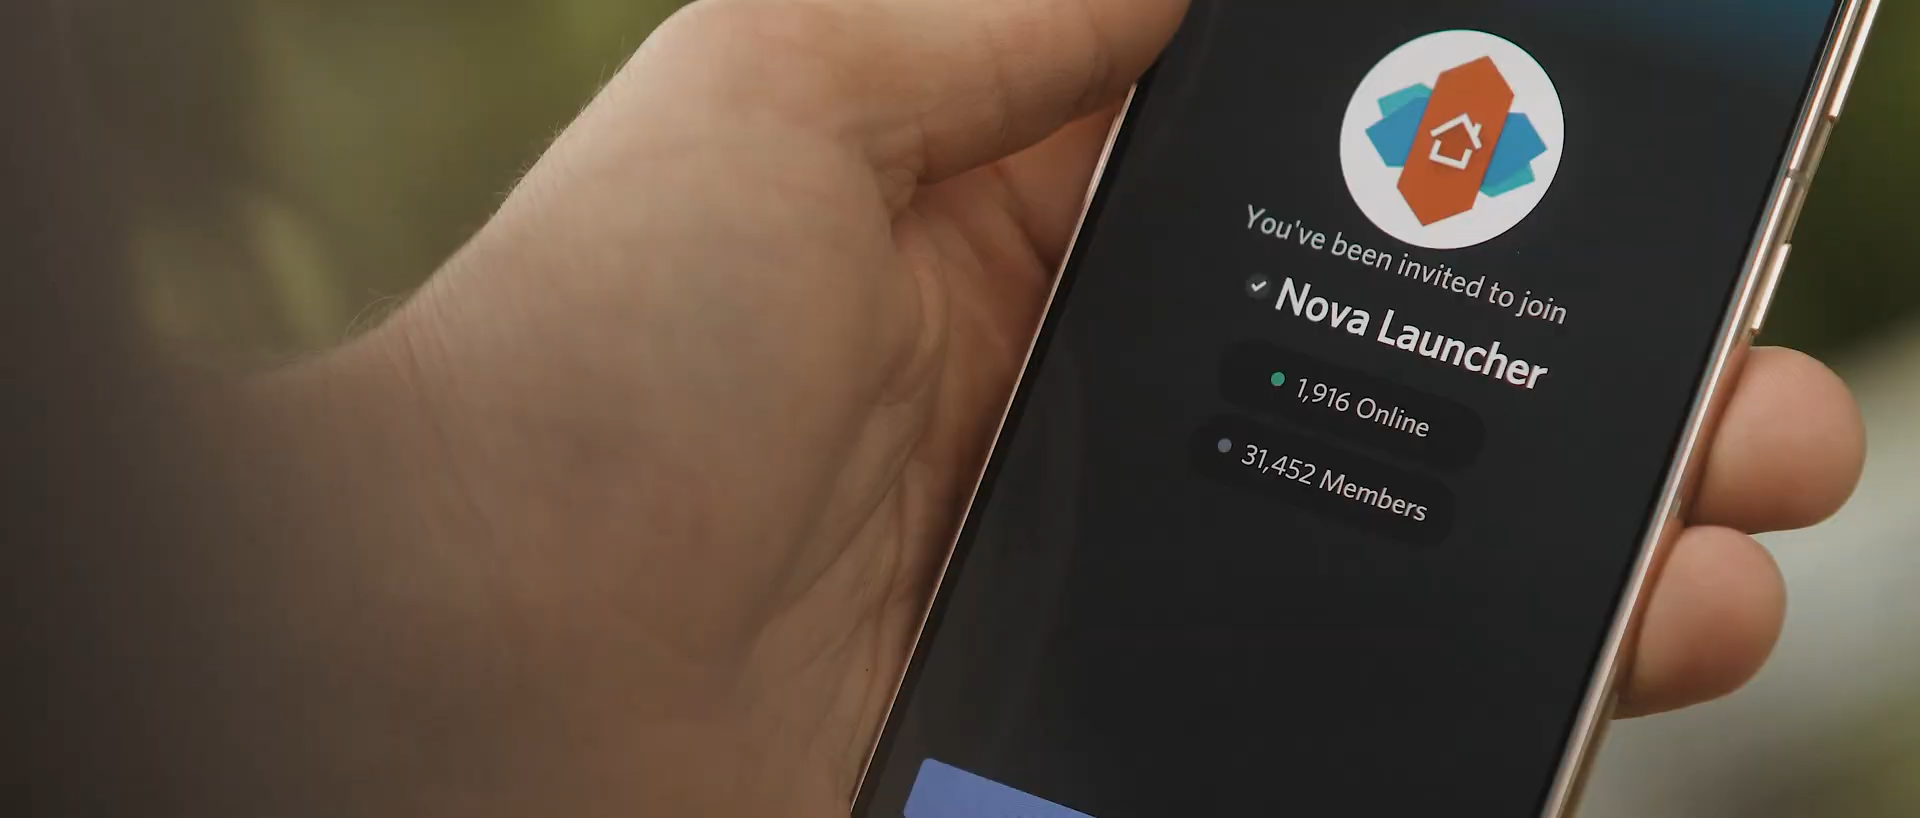 You've been invited to join
Nova Launcher
1,916 Online
31,452 Members